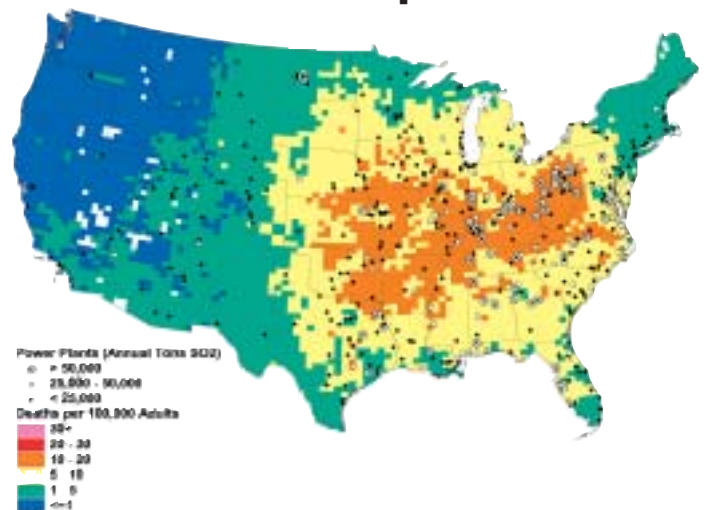 Power Plants (Annual Tons SO2)
> 50,000
25,000 - 50,000
< 25,000
Deaths per 100,000 Adults
30+
20 - 30
10 - 20
5 10
1 5
<=1